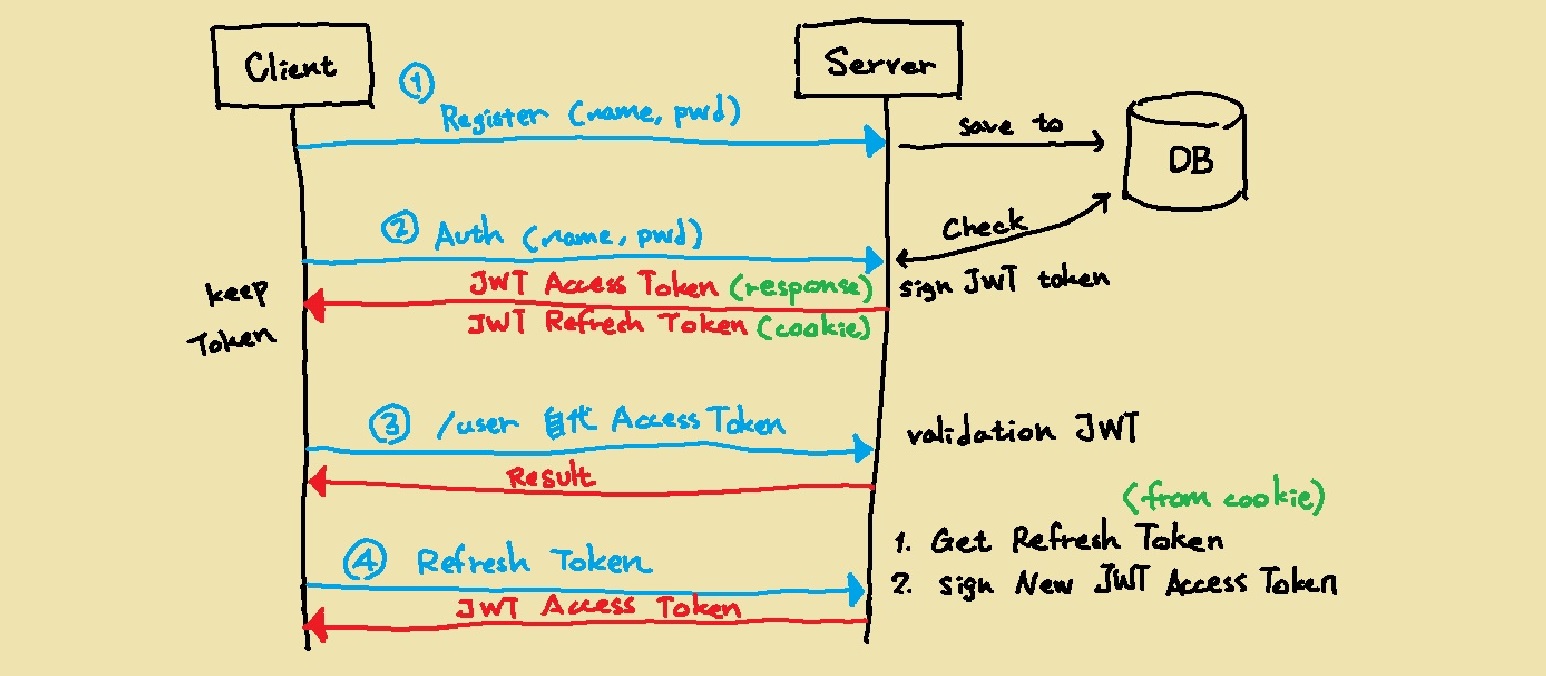 Client
Server
①
Register (name, pwd)
save to
DB
② Auth (name, pwd)
Check
JWT Access Token (response)
sign JWT token
keep
Token
JWT Refresh Token (cookie)
③ /user 自代 Access Token
validation JWT
Result
(from cookie)
1. Get Refresh Token
④ Refresh Token
2. sign New JWT Access Token
JWT Access Token